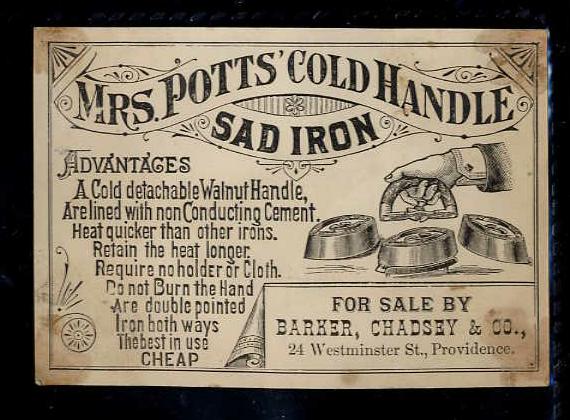 MRS. POTTS' COLD HANDLE
SAD IRON
ADVANTAGES
A Cold detachable Walnut Handle,
Are lined with non Conducting Cement.
Heat quicker than other irons.
Retain the heat longer.
Require no holder or Cloth.
Do not Burn the Hand
Are double pointed
Iron both ways
The best in use
CHEAP
FOR SALE BY
BARKER, CHADSEY & CO.,
24 Westminster St., Providence.